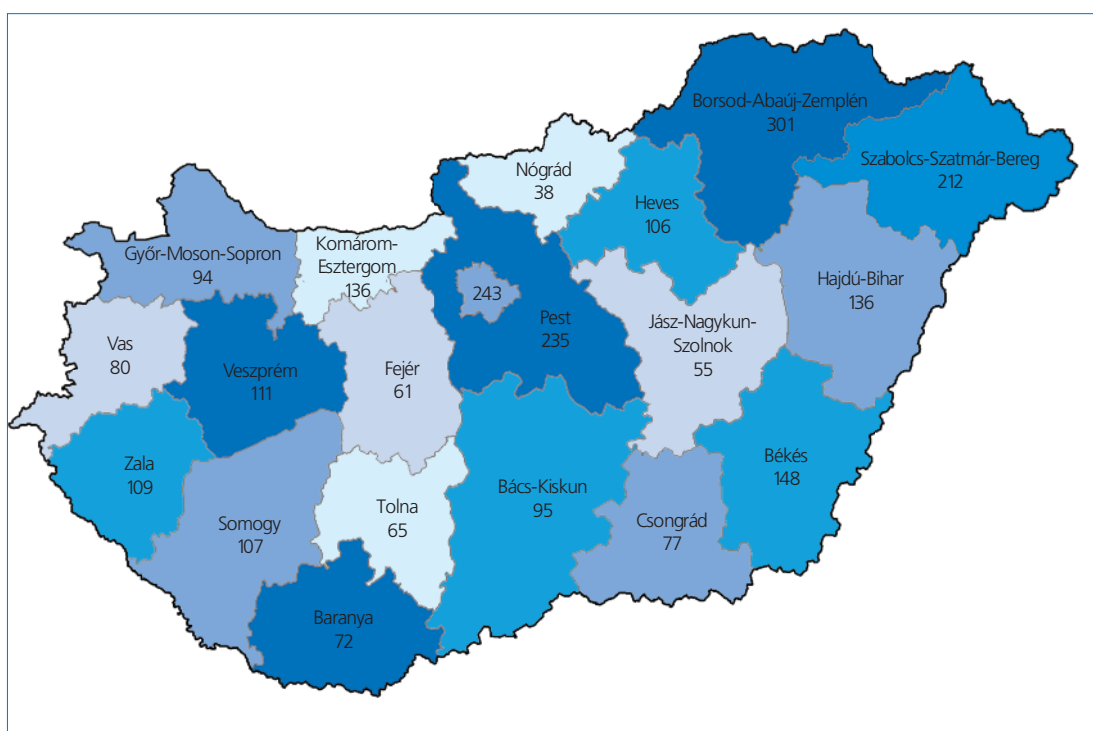 Borsod-Abaúj-Zemplén
301
Szabolcs-Szatmár-Bereg
212
Nógrád
38
Heves
106
Győr-Moson-Sopron
94
Komárom-
Esztergom
136
Hajdú-Bihar
136
243
Pest
235
Jász-Nagykun-
Szolnok
55
Vas
80
Veszprém
111
Fejér
61
Zala
109
Békés
148
Bács-Kiskun
95
Tolna
65
Somogy
107
Csongrád
77
Baranya
72